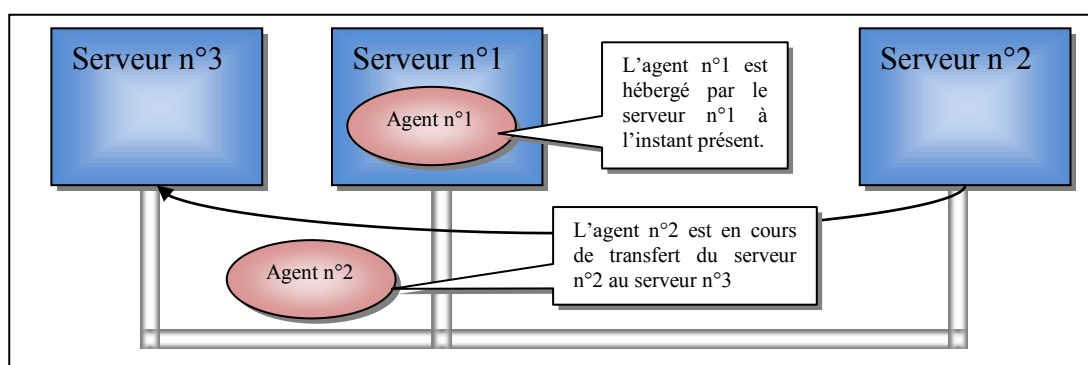 Serveur n°3
Serveur n°1
Serveur n°2
Agent n°1
L'agent n°1 est
hébergé par le
serveur n°1 à
l'instant présent.
Agent n°2
L'agent n°2 est en cours
de transfert du serveur
n°2 au serveur n°3